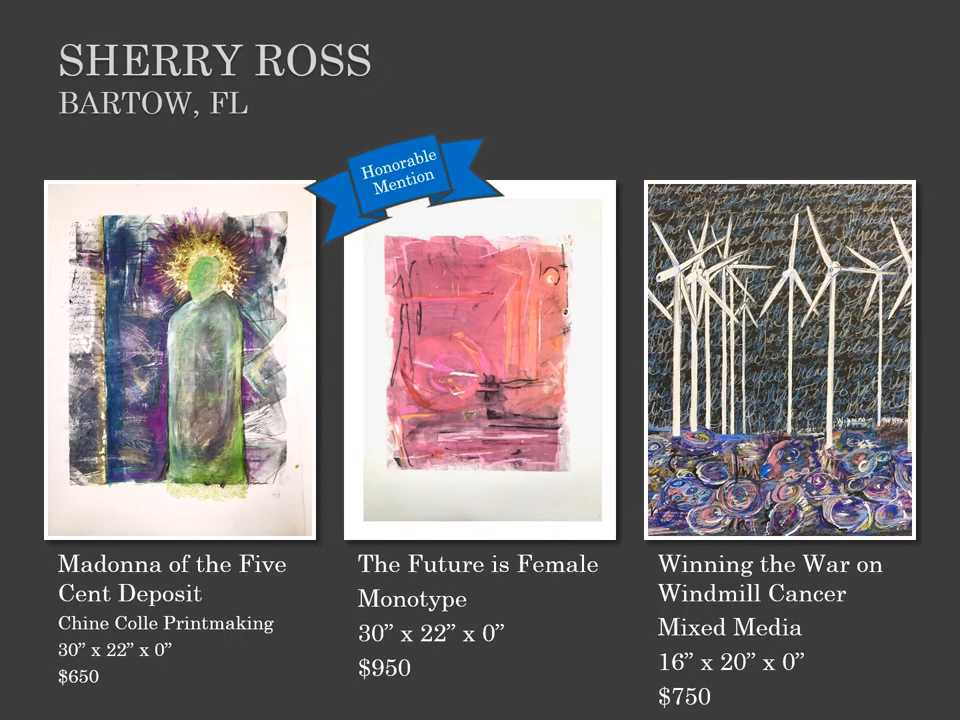 SHERRY ROSS
BARTOW, FL
Honorable
Mention
Madonna of the Five
Cent Deposit
Chine Colle Printmaking
30” x 22” x 0”
$650
The Future is Female
Monotype
30” x 22” x 0”
$950
Winning the War on
Windmill Cancer
Mixed Media
16” x 20” x 0”
$750